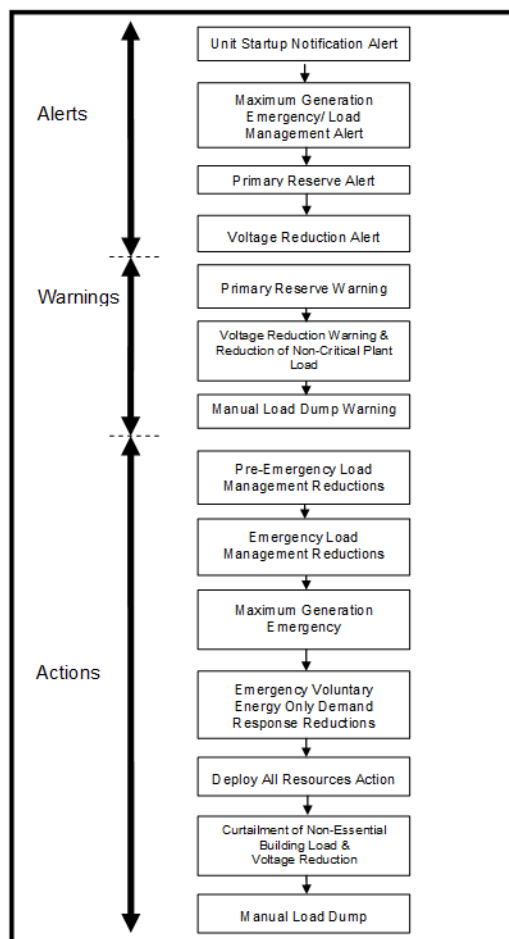 Alerts
Unit Startup Notification Alert
Maximum Generation
Emergency/ Load
Management Alert
Primary Reserve Alert
Voltage Reduction Alert
Warnings
Primary Reserve Warning
Voltage Reduction Warning &
Reduction of Non-Critical Plant
Load
Manual Load Dump Warning
Actions
Pre-Emergency Load
Management Reductions
Emergency Load
Management Reductions
Maximum Generation
Emergency
Emergency Voluntary
Energy Only Demand
Response Reductions
Deploy All Resources Action
Curtailment of Non-Essential
Building Load &
Voltage Reduction
Manual Load Dump